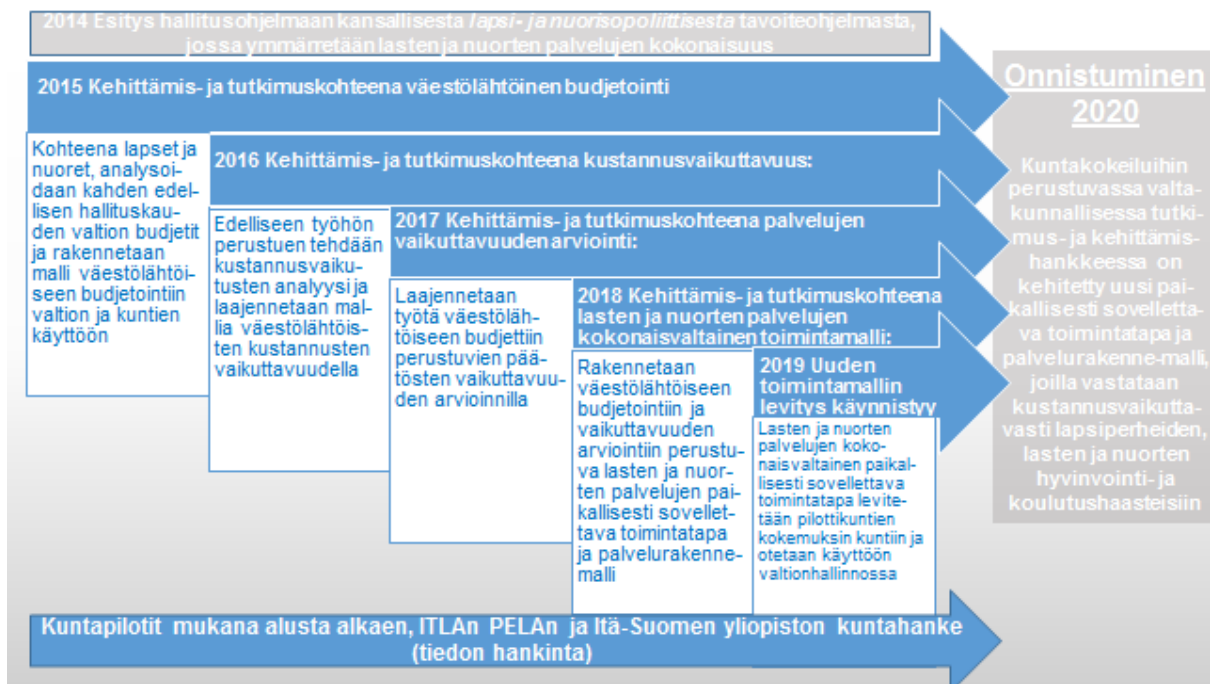 2014 Esitys hallitusohjelmaan kansallisesta lapsi- ja nuorisopoliittisesta tavoiteohjelmasta,
jossa ymmärretään lasten ja nuorten palvelujen kokonaisuus
2015 Kehittämis- ja tutkimuskohteena väestölähtöinen budjetointi
Kohteena lapset ja
nuoret, analysoi-
daan kahden edel-
lisen hallituskau-
den valtion budjetit
ja rakennetaan
malli väestölähtöi-
seen budjetointiin
valtion ja kuntien
käyttöön
2016 Kehittämis- ja tutkimuskohteena kustannusvaikuttavuus:
Edelliseen työhön
perustuen tehdään
kustannusvaiku-
tusten analyysi ja
laajennetaan mal-
lia väestölähtöis-
ten kustannusten
vaikuttavuudella
2017 Kehittämis- ja tutkimuskohteena palvelujen
vaikuttavuuden arviointi:
Laajennetaan
työtä väestöläh-
töiseen budjettiin
perustuvien pää-
tösten vaikuttavuu-
den arvioinnilla
2018 Kehittämis- ja tutkimuskohteena
lasten ja nuorten palvelujen
kokonaisvaltainen toimintamalli:
Rakennetaan
väestölähtöiseen
budjetointiin ja
vaikuttavuuden
arviointiin perustu-
va lasten ja nuor-
ten palvelujen pai-
kallisesti sovellet-
tava toimintatapa
ja palvelurakenne-
malli
2019 Uuden
toimintamallin
levitys käynnistyy
Lasten ja nuorten
palvelujen koko-
naisvaltainen paikal-
lisesti sovellettava
toimintatapa levite-
tään pilottikuntien
kokemuksin kuntiin ja
otetaan käyttöön
valtionhallinnossa
Onnistuminen
2020
Kuntakokeiluihin
perustuvassa valta-
kunnallisessa tutki-
mus- ja kehittämis-
hankkeessa on
kehitetty uusi pai-
kallisesti sovelletta-
va toimintatapa ja
palvelurakenne-malli,
joilla vastataan
kustannusvaikutta-
vasti lapsiperheiden,
lasten ja nuorten
hyvinvointi- ja
koulutushaasteisiin
Kuntapilotit mukana alusta alkaen, ITLAn PELAn ja Itä-Suomen yliopiston kuntahanke
(tiedon hankinta)